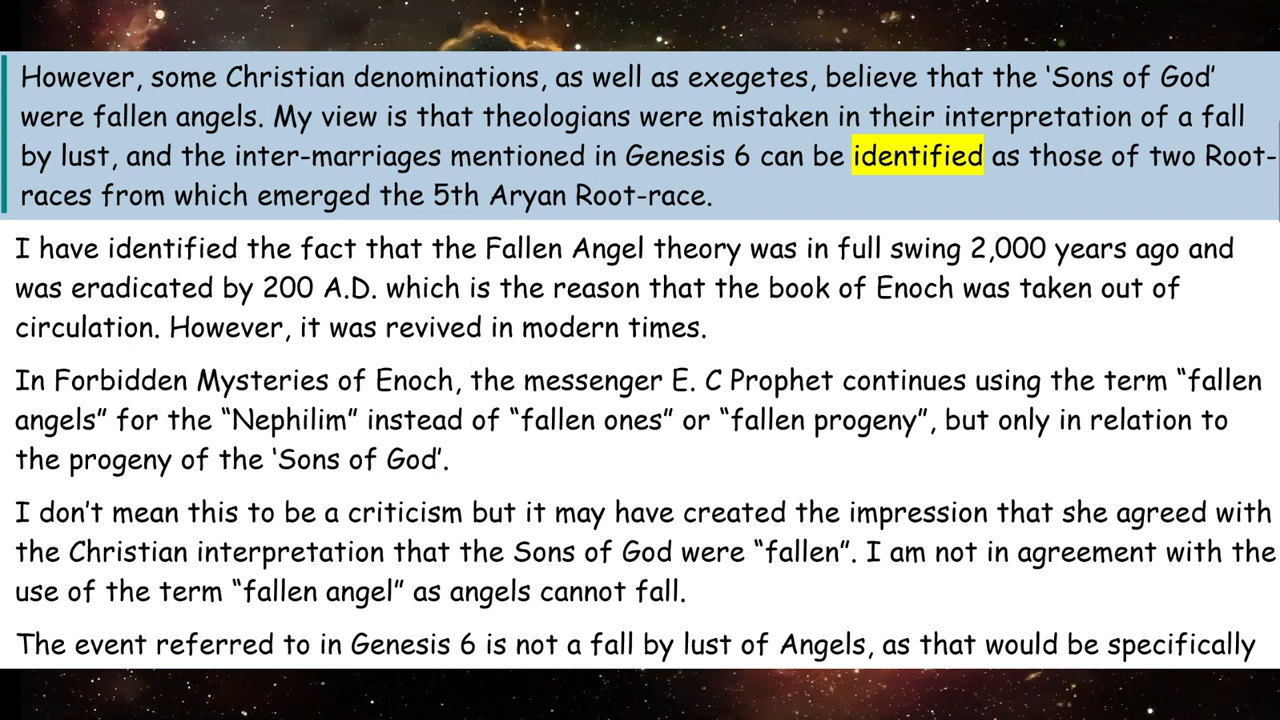 However, some Christian denominations, as well as exegetes, believe that the ‘Sons of God’
were fallen angels. My view is that theologians were mistaken in their interpretation of a fall
by lust, and the inter-marriages mentioned in Genesis 6 can be identified as those of two Root-
races from which emerged the 5th Aryan Root-race.
I have identified the fact that the Fallen Angel theory was in full swing 2,000 years ago and
was eradicated by 200 A.D. which is the reason that the book of Enoch was taken out of
circulation. However, it was revived in modern times.
In Forbidden Mysteries of Enoch, the messenger E. C Prophet continues using the term “fallen
angels” for the “Nephilim” instead of “fallen ones” or “fallen progeny”, but only in relation to
the progeny of the ‘Sons of God’.
I don’t mean this to be a criticism but it may have created the impression that she agreed with
the Christian interpretation that the Sons of God were “fallen”. I am not in agreement with the
use of the term “fallen angel” as angels cannot fall.
The event referred to in Genesis 6 is not a fall by lust of Angels, as that would be specifically